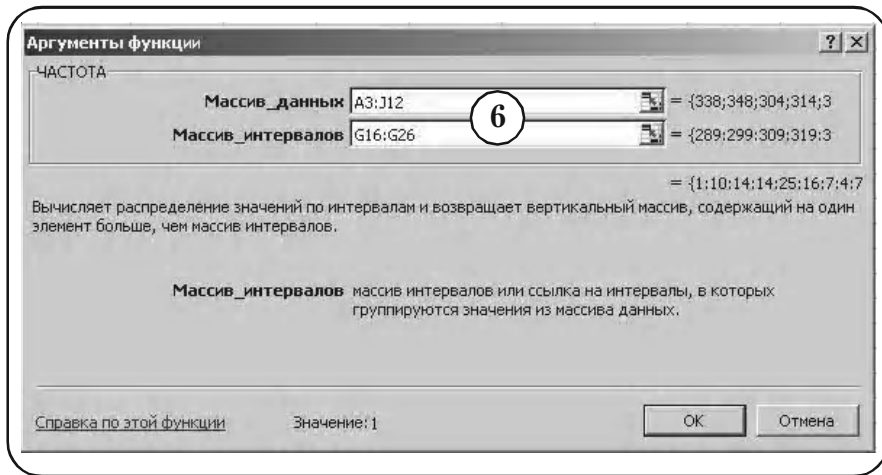 Аргументы функции
ЧАСТОТА
Массив_данных A3:J12 = {338;348;304;314;3
6
Массив_интервалов G16:G26 = {289:299:309:319:3
= {1:10:14:14:25:16:7:4:7
Вычисляет распределение значений по интервалам и возвращает вертикальный массив, содержащий на один
элемент больше, чем массив интервалов.
Массив_интервалов массив интервалов или ссылка на интервалы, в которых
группируются значения из массива данных.
Справка по этой функции Значение:1 OK Отмена